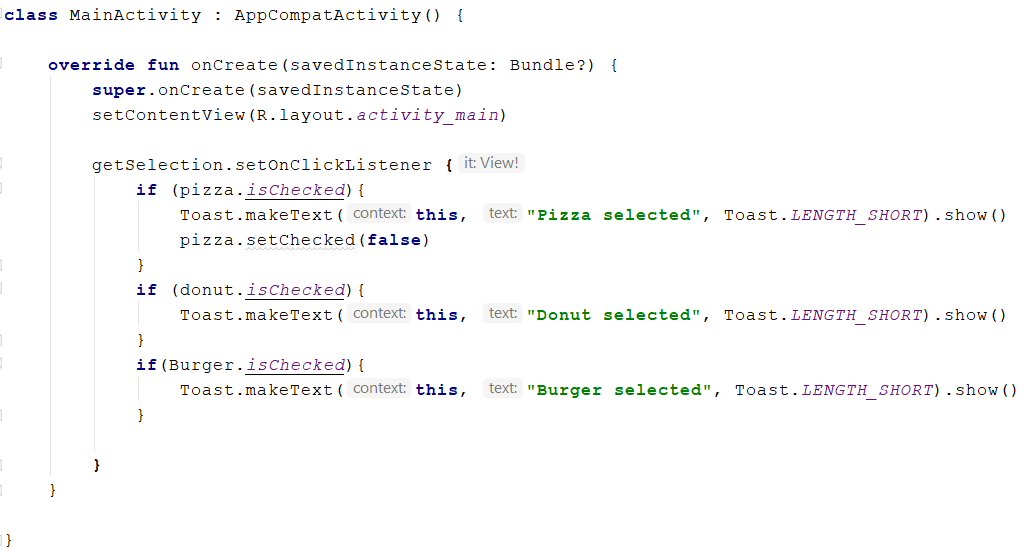 class MainActivity : AppCompatActivity() {
override fun onCreate(savedInstanceState: Bundle?) {
super.onCreate(savedInstanceState)
setContentView(R.layout.activity_main)
getSelection.setOnClickListener { it: View!
if (pizza.isChecked){
Toast.makeText( context: this, text: "Pizza selected", Toast.LENGTH_SHORT).show()
pizza.setChecked(false)
}
if (donut.isChecked){
Toast.makeText( context: this, text: "Donut selected", Toast.LENGTH_SHORT).show()
}
if(Burger.isChecked){
Toast.makeText( context: this, text: "Burger selected", Toast.LENGTH_SHORT).show()
}
}
}
}